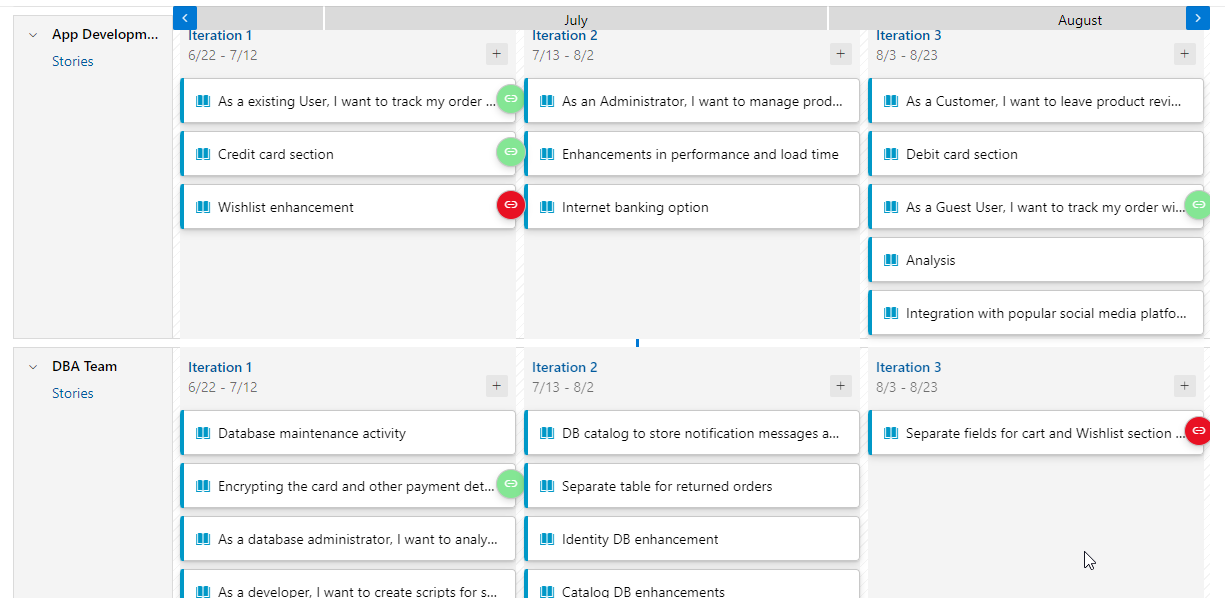 July
August
App Developm...
Stories
Iteration 1
6/22 - 7/12
+
As a existing User, I want to track my order ...
Credit card section
Wishlist enhancement
Iteration 2
7/13 - 8/2
+
As an Administrator, I want to manage prod...
Enhancements in performance and load time
Internet banking option
Iteration 3
8/3 - 8/23
+
As a Customer, I want to leave product revi...
Debit card section
As a Guest User, I want to track my order wi...
Analysis
Integration with popular social media platfo...
DBA Team
Stories
Iteration 1
6/22 - 7/12
+
Database maintenance activity
Encrypting the card and other payment det...
As a database administrator, I want to analy...
As a developer, I want to create scripts for s...
Iteration 2
7/13 - 8/2
+
DB catalog to store notification messages a...
Separate table for returned orders
Identity DB enhancement
Catalog DB enhancements
Iteration 3
8/3 - 8/23
+
Separate fields for cart and Wishlist section ...